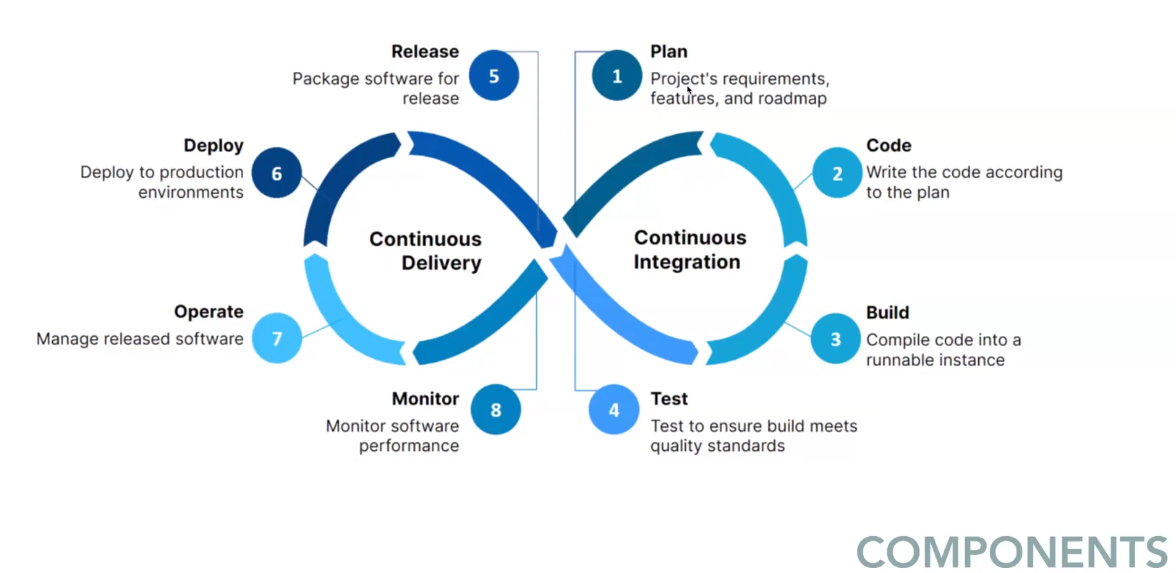 Release
Package software for
release
5
1
Plan
Project's requirements,
features, and roadmap
Deploy
Deploy to production
environments
6
2
Code
Write the code according
to the plan
Continuous
Delivery
Continuous
Integration
Operate
Manage released software
7
3
Build
Compile code into a
runnable instance
Monitor
Monitor software
performance
8
4
Test
Test to ensure build meets
quality standards
COMPONENTS